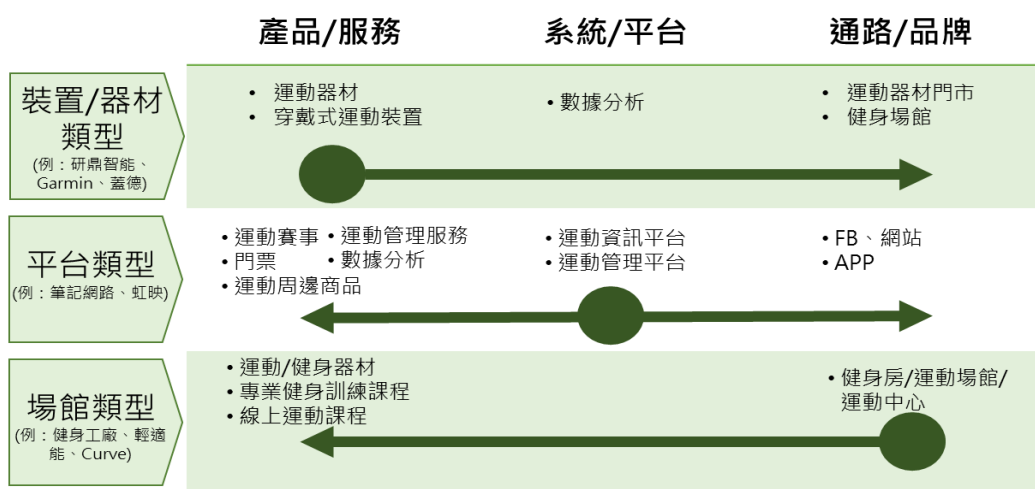 產品/服務 系統/平台 通路/品牌
裝置/器材
類型
(例：研鼎智能、
Garmin、蓋德)
• 運動器材
• 穿戴式運動裝置
• 數據分析
• 運動器材門市
• 健身場館
平台類型
(例：筆記網路、虹映)
• 運動賽事 • 運動管理服務
• 門票 • 數據分析
• 運動周邊商品
• 運動資訊平台
• 運動管理平台
• FB、網站
• APP
場館類型
(例：健身工廠、輕適
能、Curve)
• 運動/健身器材
• 專業健身訓練課程
• 線上運動課程
• 健身房/運動場館/
運動中心